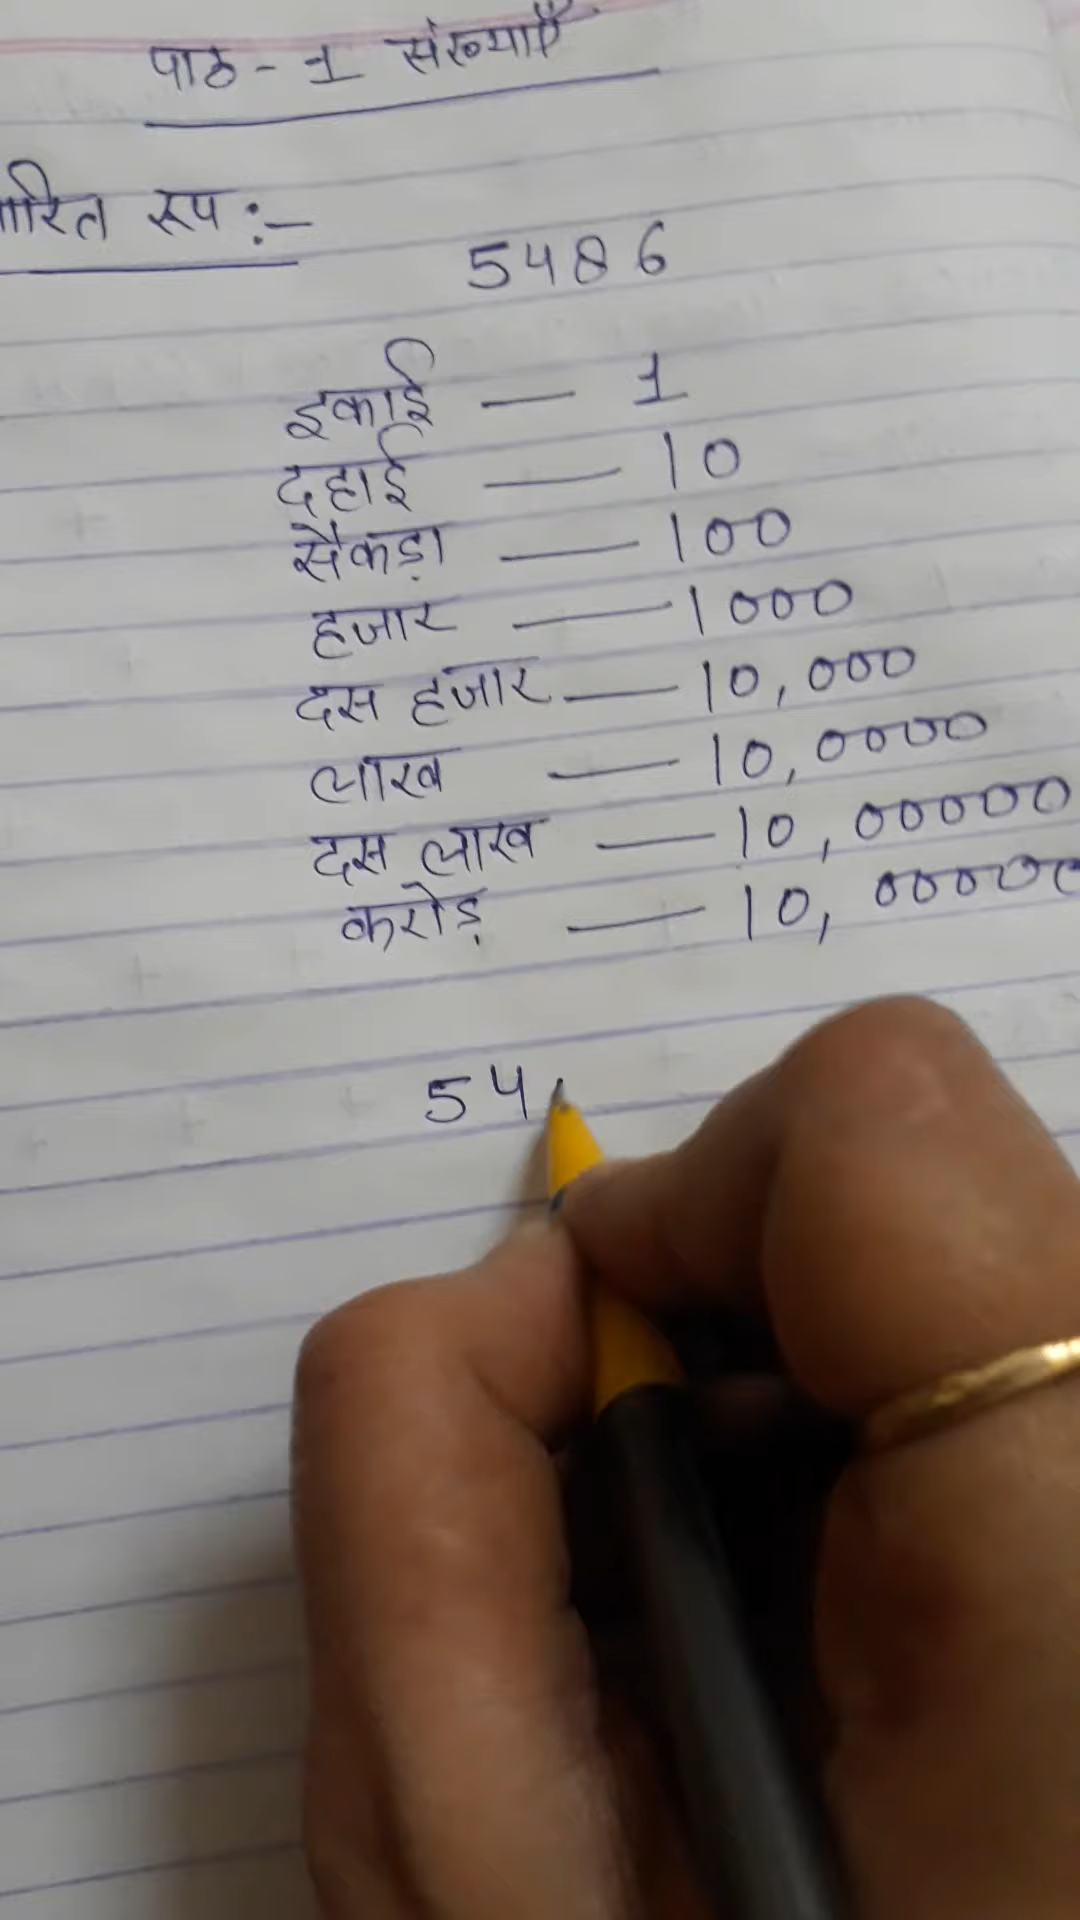 पाठ - 1 संख्याएँ
ारित रूप :-
5486
इकाई — 1
दहाई — 10
सैकड़ा — 100
हजार — 1000
दस हजार — 10,000
लाख — 10,0000
दस लाख — 10,00000
करोड़ — 10,00000
54